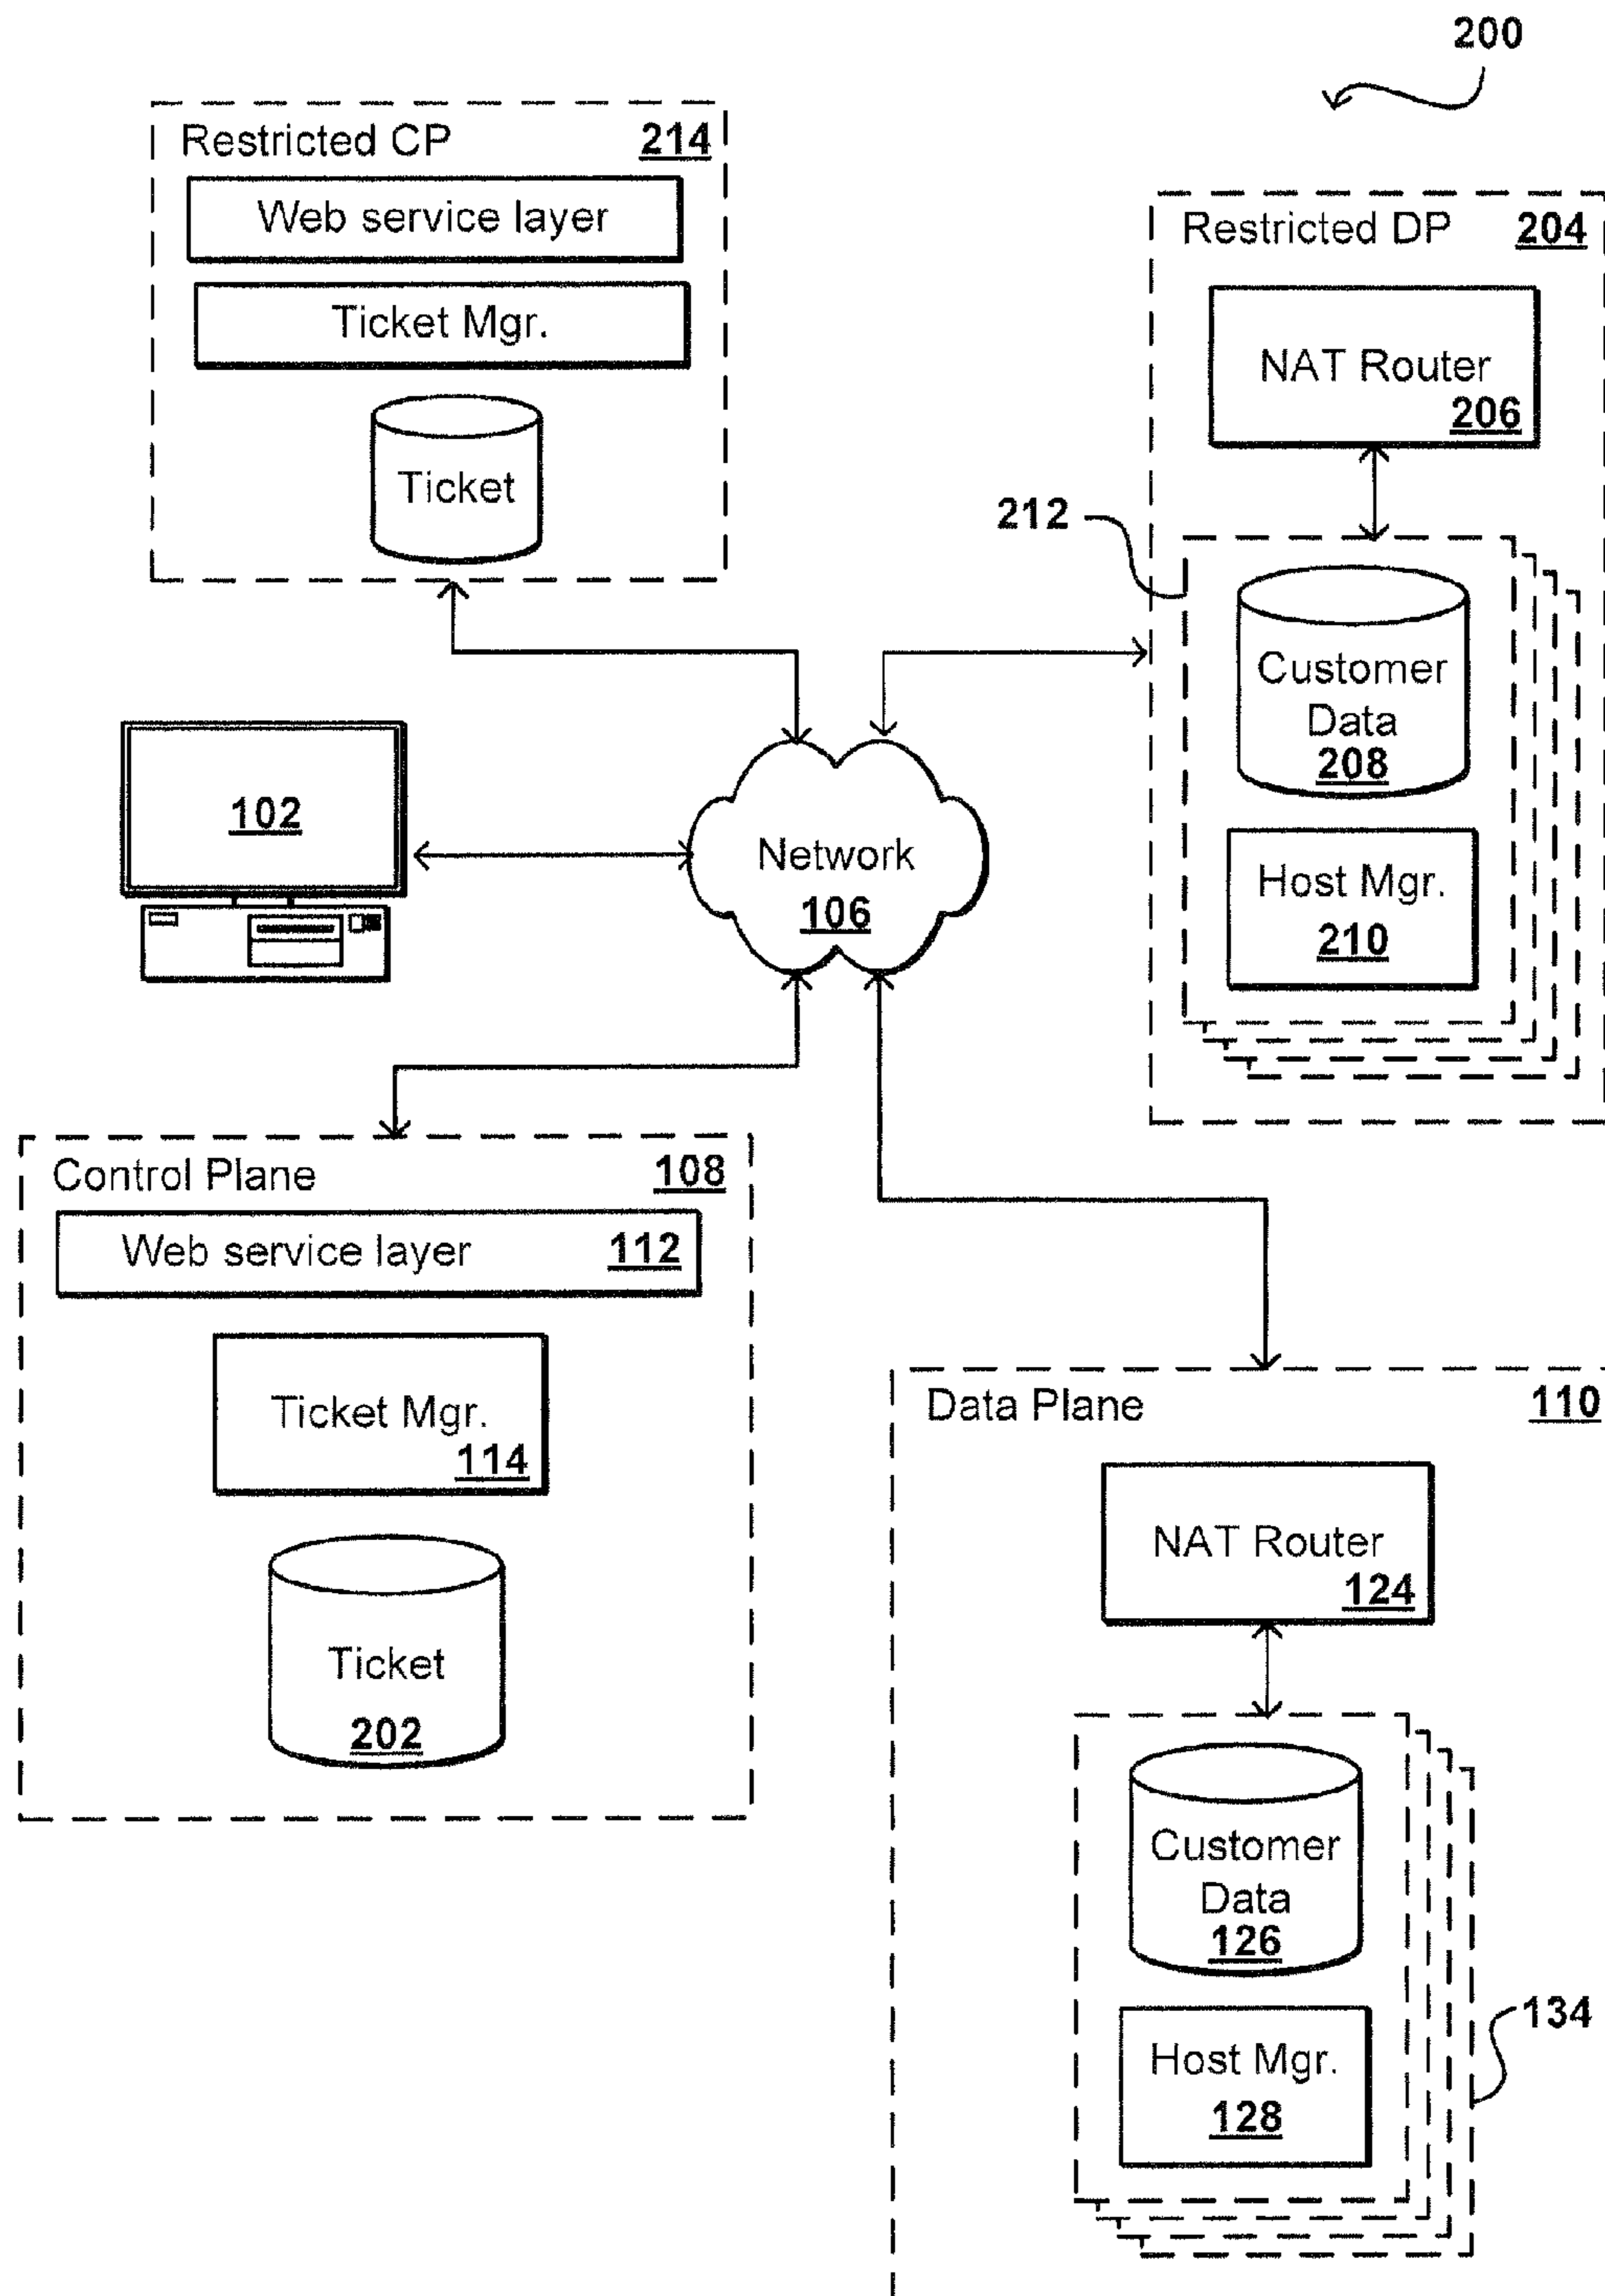 200
Restricted CP 214
Web service layer
Ticket Mgr.
Ticket
Restricted DP 204
NAT Router
206
212
Customer
Data
208
Host Mgr.
210
102
Network
106
Control Plane 108
Web service layer 112
Ticket Mgr.
114
Ticket
202
Data Plane 110
NAT Router
124
Customer
Data
126
Host Mgr.
128
134